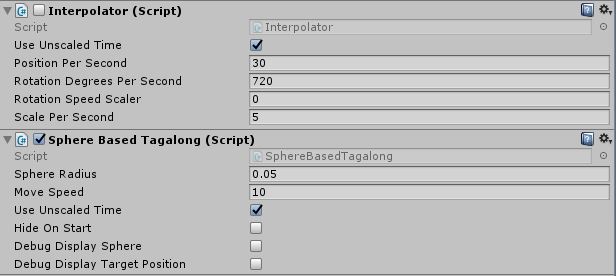 Interpolator (Script)
Script Interpolator
Use Unscaled Time
Position Per Second 30
Rotation Degrees Per Second 720
Rotation Speed Scaler 0
Scale Per Second 5
Sphere Based Tagalong (Script)
Script SphereBasedTagalong
Sphere Radius 0.05
Move Speed 10
Use Unscaled Time
Hide On Start
Debug Display Sphere
Debug Display Target Position